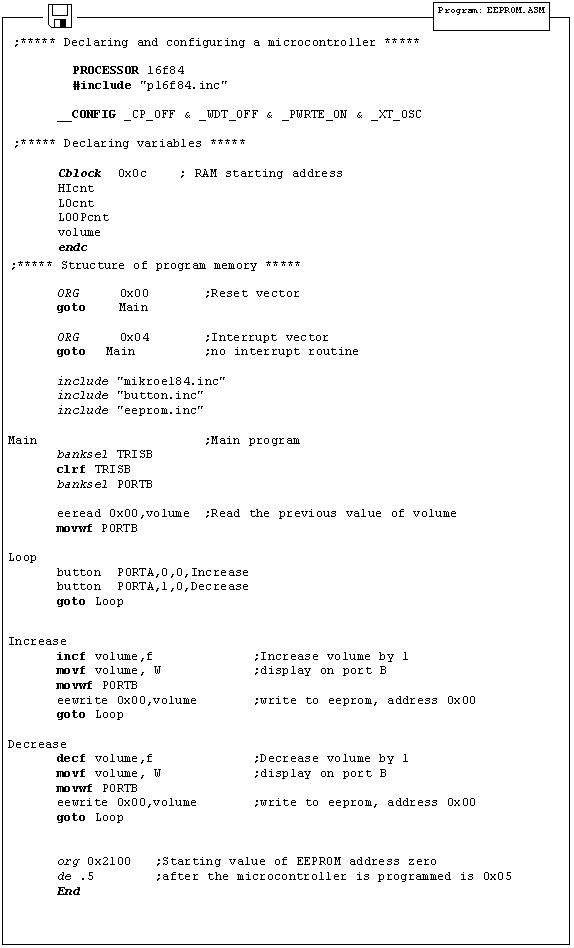 Program: EEPROM.ASM
;***** Declaring and configuring a microcontroller *****
PROCESSOR 16f84
#include "p16f84.inc"
__CONFIG _CP_OFF & _WDT_OFF & _PWRTE_ON & _XT_OSC
;***** Declaring variables *****
Cblock 0x0c ; RAM starting address
HIcnt
LOcnt
LOOPcnt
volume
endc
;***** Structure of program memory *****
ORG 0x00 ;Reset vector
goto Main
ORG 0x04 ;Interrupt vector
goto Main ;no interrupt routine
include "mikroel84.inc"
include "button.inc"
include "eeprom.inc"
Main ;Main program
banksel TRISB
clrf TRISB
banksel PORTB
eeread 0x00,volume ;Read the previous value of volume
movwf PORTB
Loop
button PORTA,0,0,Increase
button PORTA,1,0,Decrease
goto Loop
Increase
incf volume,f ;Increase volume by 1
movf volume, W ;display on port B
movwf PORTB
eewrite 0x00,volume ;write to eeprom, address 0x00
goto Loop
Decrease
decf volume,f ;Decrease volume by 1
movf volume, W ;display on port B
movwf PORTB
eewrite 0x00,volume ;write to eeprom, address 0x00
goto Loop
org 0x2100 ;Starting value of EEPROM address zero
de .5 ;after the microcontroller is programmed is 0x05
End